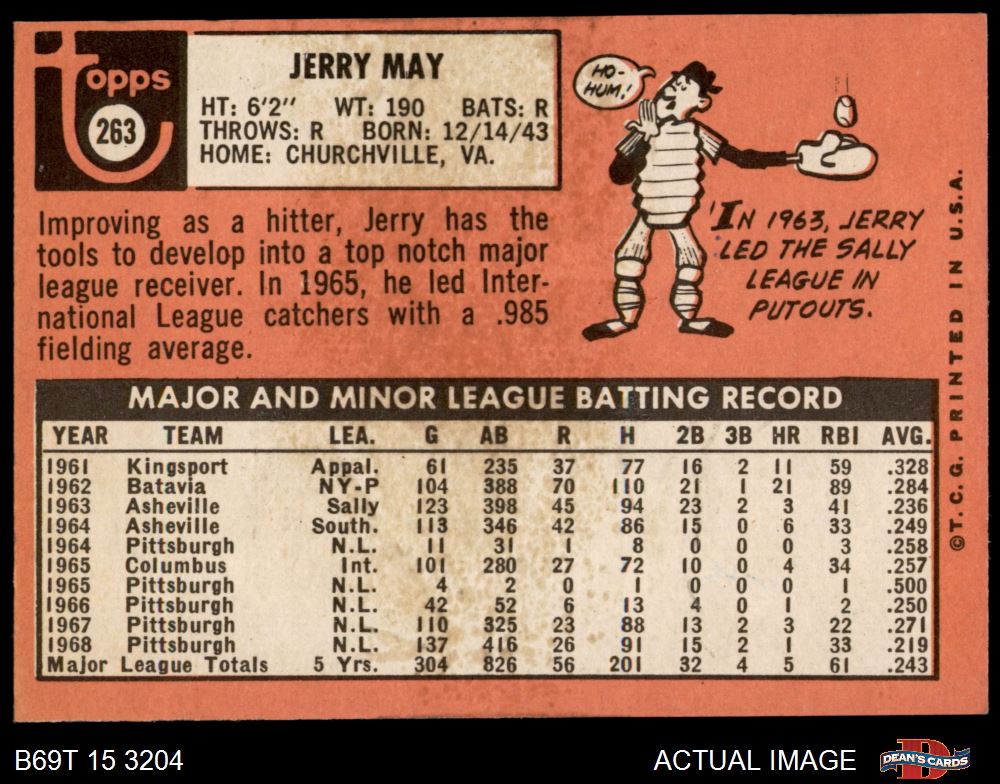 topps
263
JERRY MAY
HT: 6'2" WT: 190 BATS: R
THROWS: R BORN: 12/14/43
HOME: CHURCHVILLE, VA.
Improving as a hitter, Jerry has the
tools to develop into a top notch major
league receiver. In 1965, he led Inter-
national League catchers with a .985
fielding average.
HO-
HUM!
IN 1963, JERRY
LED THE SALLY
LEAGUE IN
PUTOUTS.
MAJOR AND MINOR LEAGUE BATTING RECORD
YEAR TEAM LEA. G AB R H 2B 3B HR RBI AVG.
1961 Kingsport Appal. 61 235 37 77 16 2 11 59 .328
1962 Batavia NY-P 104 388 70 110 21 1 21 89 .284
1963 Asheville Sally 123 398 45 94 23 2 3 41 .236
1964 Asheville South. 113 346 42 86 15 0 6 33 .249
1964 Pittsburgh N.L. 11 31 1 8 0 0 0 3 .258
1965 Columbus Int. 101 280 27 72 10 0 4 34 .257
1965 Pittsburgh N.L. 4 2 0 1 0 0 0 1 .500
1966 Pittsburgh N.L. 42 52 6 13 4 0 1 2 .250
1967 Pittsburgh N.L. 110 325 23 88 13 2 3 22 .271
1968 Pittsburgh N.L. 137 416 26 91 15 2 1 33 .219
Major League Totals 5 Yrs. 304 826 56 201 32 4 5 61 .243
©T.C.G. PRINTED IN U.S.A.
B69T 15 3204
ACTUAL IMAGE
DEAN'S CARDS